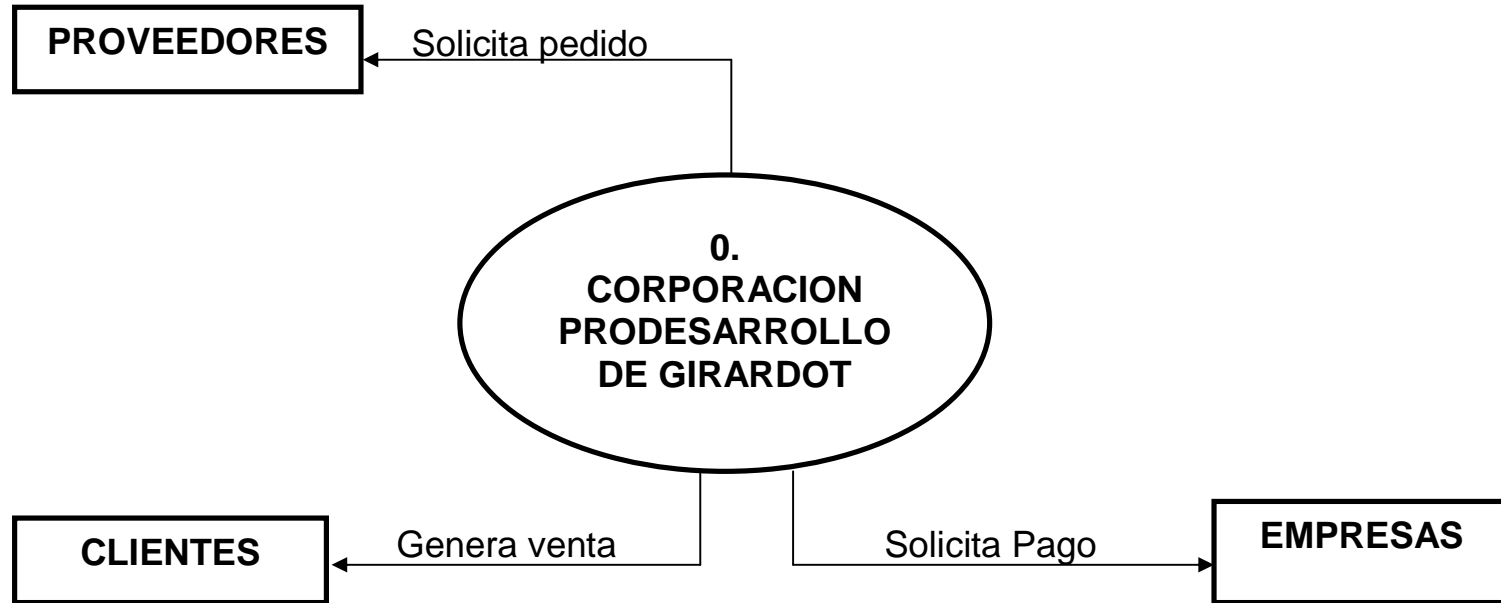 PROVEEDORES
Solicita pedido
0.
CORPORACION
PRODESARROLLO
DE GIRARDOT
CLIENTES
Genera venta
Solicita Pago
EMPRESAS